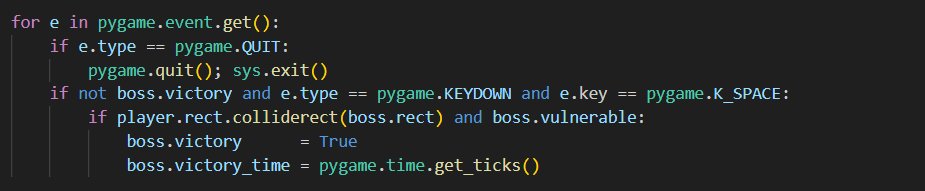 for e in pygame.event.get():
    if e.type == pygame.QUIT:
        pygame.quit(); sys.exit()
    if not boss.victory and e.type == pygame.KEYDOWN and e.key == pygame.K_SPACE:
        if player.rect.colliderect(boss.rect) and boss.vulnerable:
            boss.victory      = True
            boss.victory_time = pygame.time.get_ticks()